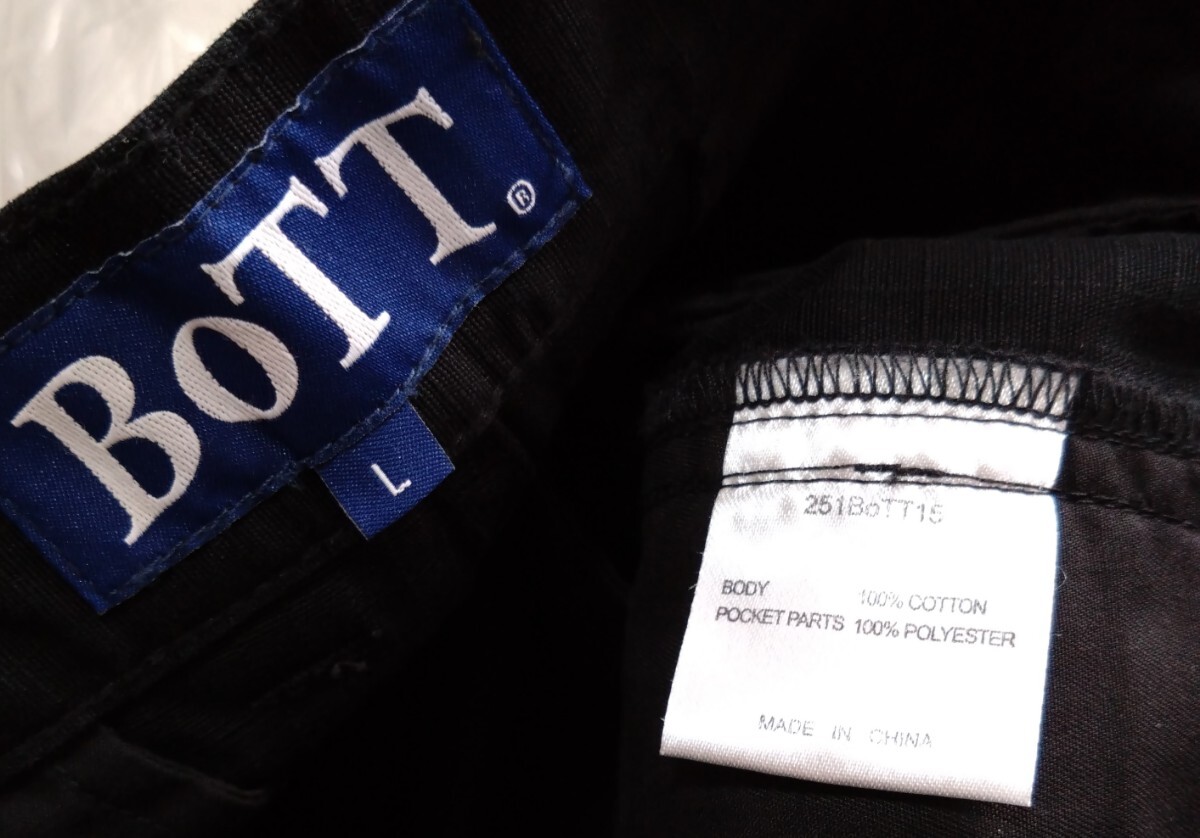 BoTT.®
L
251BoTT15
BODY 100% COTTON
POCKET PARTS 100% POLYESTER
MADE IN CHINA